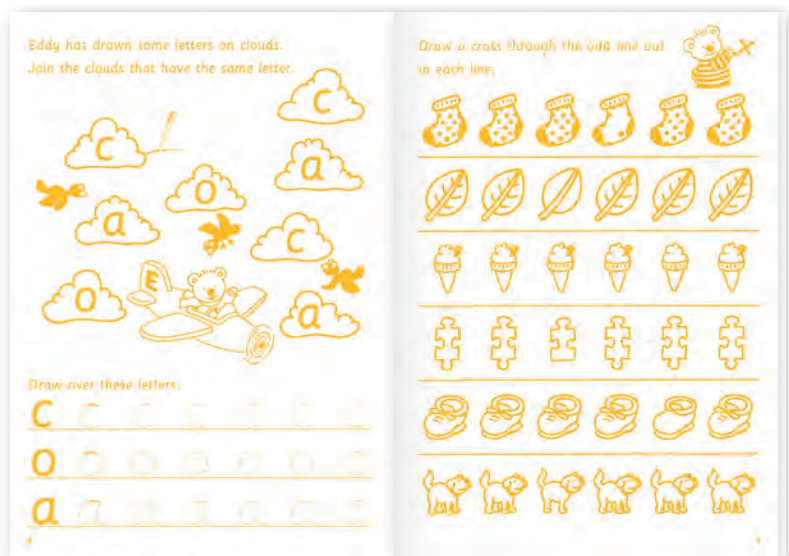 Eddy has drawn some letters on clouds.
Join the clouds that have the same letter.
c
c
a
o
a
c
o
E
a
Draw over these letters.
c c c c c c c c
o o o o o o o o
a a a a a a a a
Draw a cross through the odd one out
in each line.